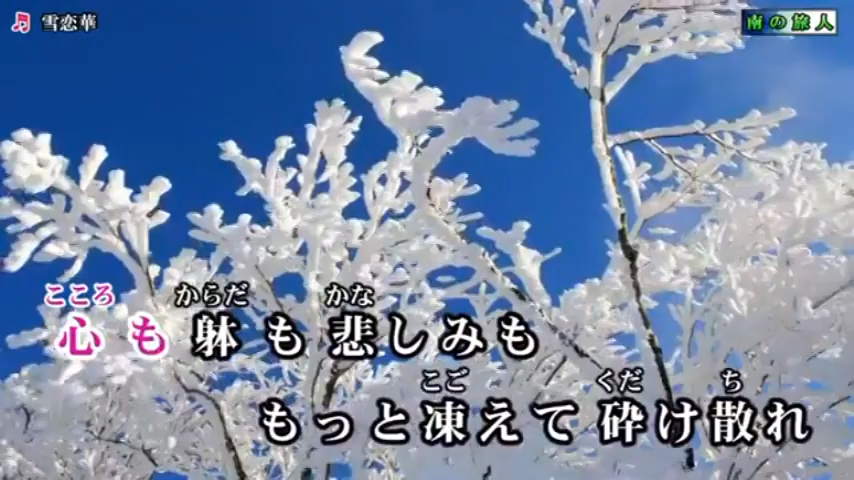 雪恋華
南の旅人
こころ からだ かな
心も躰も悲しみも
こご くだ ち
もっと凍えて砕け散れ